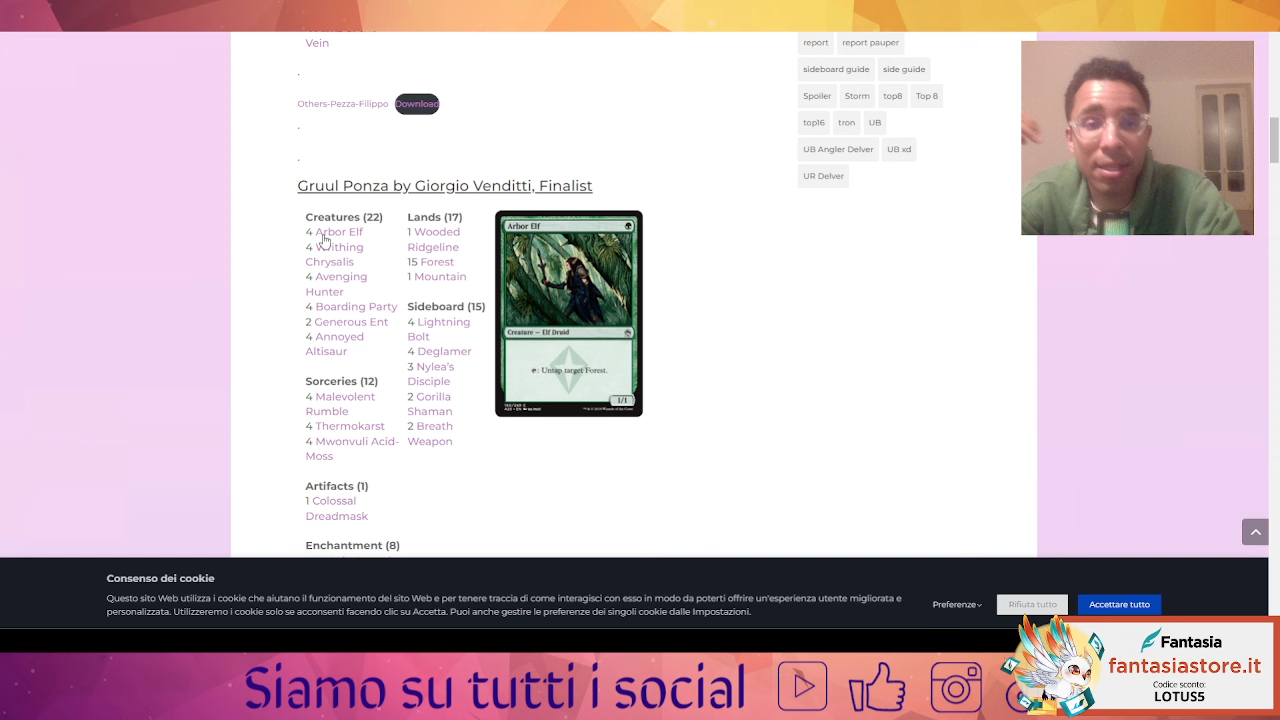 Vein
.
Others-Pezza-Filippo Download
.
.
Gruul Ponza by Giorgio Venditti, Finalist
Creatures (22)
4 Arbor Elf
4 Writhing
Chrysalis
4 Avenging
Hunter
4 Boarding Party
2 Generous Ent
4 Annoyed
Altisaur
Sorceries (12)
4 Malevolent
Rumble
4 Thermokarst
4 Mwonvuli Acid-
Moss
Artifacts (1)
1 Colossal
Dreadmask
Enchantment (8)
Lands (17)
1 Wooded
Ridgeline
15 Forest
1 Mountain
Sideboard (15)
4 Lightning
Bolt
4 Deglamer
3 Nylea's
Disciple
2 Gorilla
Shaman
2 Breath
Weapon
Arbor Elf
Creature — Elf Druid
: Untap target Forest.
1/1
report report pauper
sideboard guide side guide
Spoiler Storm top8 Top 8
top16 tron UB
UB Angler Delver UB xd
UR Delver
Consenso dei cookie
Questo sito Web utilizza i cookie che aiutano il funzionamento del sito Web e per tenere traccia di come interagisci con esso in modo da poterti offrire un'esperienza utente migliorata e
personalizzata. Utilizzeremo i cookie solo se acconsenti facendo clic su Accetta. Puoi anche gestire le preferenze dei singoli cookie dalle Impostazioni.
Preferenze Rifiuta tutto Accettare tutto
Siamo su tutti i social
Fantasia
fantasiastore.it
Codice sconto:
LOTUS5